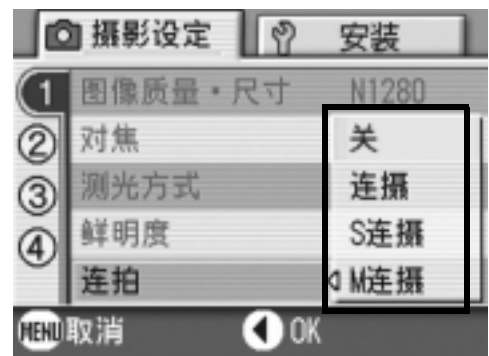 摄影设定 安装
1 图像质量·尺寸 N1280
2 对焦 关
3 测光方式 连摄
4 鲜明度 S连摄
连拍 M连摄
MENU取消 OK